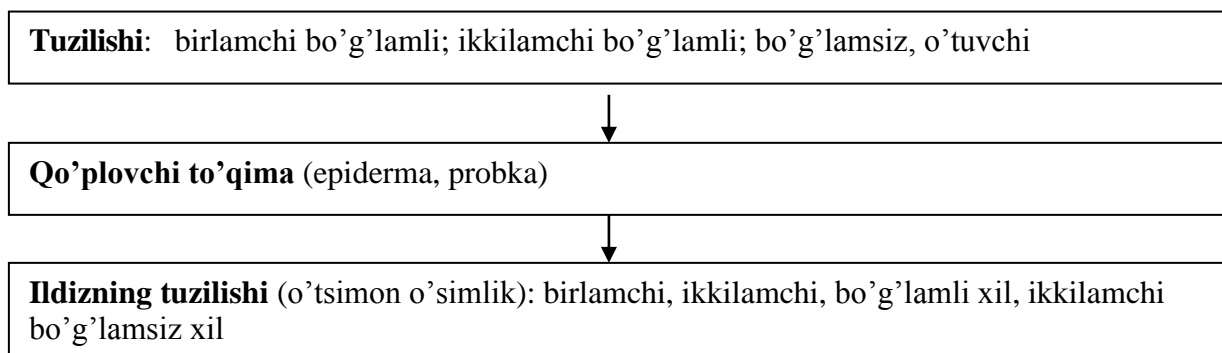 Tuzilishi: birlamchi bo’g’lamli; ikkilamchi bo’g’lamli; bo’g’lamsiz, o’tuvchi
Qo’plovchi to’qima (epiderma, probka)
Ildizning tuzilishi (o’tsimon o’simlik): birlamchi, ikkilamchi, bo’g’lamli xil, ikkilamchi
bo’g’lamsiz xil